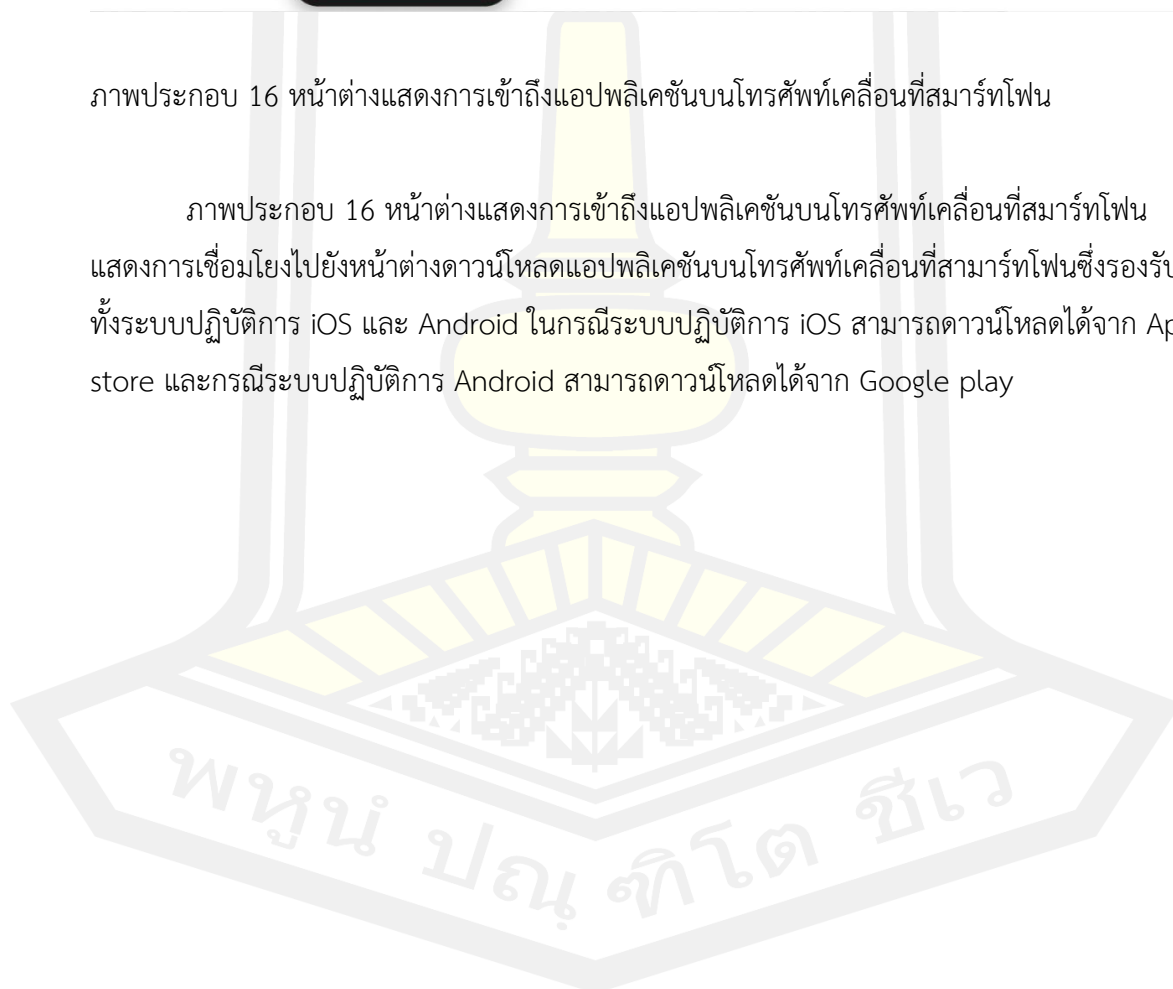 ภาพประกอบ 16 หน้าต่างแสดงการเข้าถึงแอปพลิเคชันบนโทรศัพท์เคลื่อนที่สมาร์ทโฟน
ภาพประกอบ 16 หน้าต่างแสดงการเข้าถึงแอปพลิเคชันบนโทรศัพท์เคลื่อนที่สมาร์ทโฟน
แสดงการเชื่อมโยงไปยังหน้าต่างดาวน์โหลดแอปพลิเคชันบนโทรศัพท์เคลื่อนที่สามาร์ทโฟนซึ่งรองรับ
ทั้งระบบปฏิบัติการ iOS และ Android ในกรณีระบบปฏิบัติการ iOS สามารถดาวน์โหลดได้จาก
store และกรณีระบบปฏิบัติการ Android สามารถดาวน์โหลดได้จาก Google play
พหูนํ ปณฺ ฑิโต ชีเว